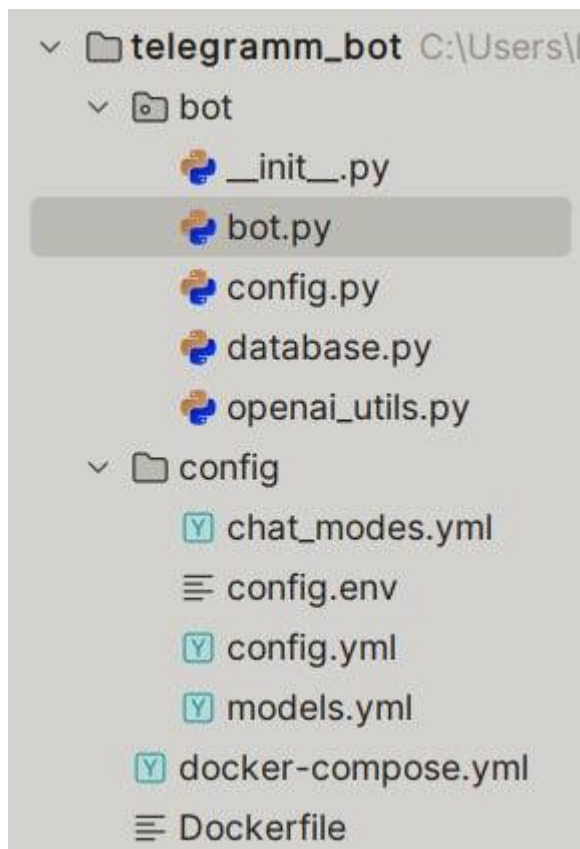 telegramm_bot C:\Users\
bot
__init__.py
bot.py
config.py
database.py
openai_utils.py
config
chat_modes.yml
config.env
config.yml
models.yml
docker-compose.yml
Dockerfile